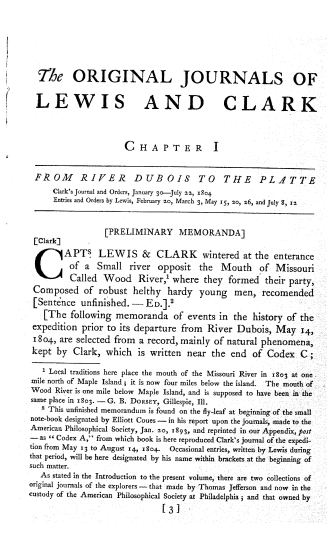 The ORIGINAL JOURNALS OF
LEWIS AND CLARK
CHAPTER I
FROM RIVER DUBOIS TO THE PLATTE
Clark's Journal and Orders, January 30—July 22, 1804
Entries and Orders by Lewis, February 20, March 3, May 15, 20, 26, and July 8, 12
[PRELIMINARY MEMORANDA]
[Clark]
CAPTS. LEWIS & CLARK wintered at the enterance
of a Small river opposit the Mouth of Missouri
Called Wood River,¹ where they formed their party,
Composed of robust helthy hardy young men, recomended
[Sentence unfinished. — ED.].²
[The following memoranda of events in the history of the
expedition prior to its departure from River Dubois, May 14,
1804, are selected from a record, mainly of natural phenomena,
kept by Clark, which is written near the end of Codex C;
¹ Local traditions here place the mouth of the Missouri River in 1803 at one
mile north of Maple Island; it is now four miles below the island. The mouth of
Wood River is one mile below Maple Island, and is supposed to have been in the
same place in 1803. — G. B. DORSEY, Gillespie, Ill.
² This unfinished memorandum is found on the fly-leaf at beginning of the small
note-book designated by Elliott Coues — in his report upon the journals, made to the
American Philosophical Society, Jan. 20, 1893, and reprinted in our Appendix, post
— as "Codex A," from which book is here reproduced Clark's journal of the expedi-
tion from May 13 to August 14, 1804. Occasional entries, written by Lewis during
that period, will be here designated by his name within brackets at the beginning of
such matter.
As stated in the Introduction to the present volume, there are two collections of
original journals of the explorers — that made by Thomas Jefferson and now in the
custody of the American Philosophical Society at Philadelphia; and that owned by
[3]